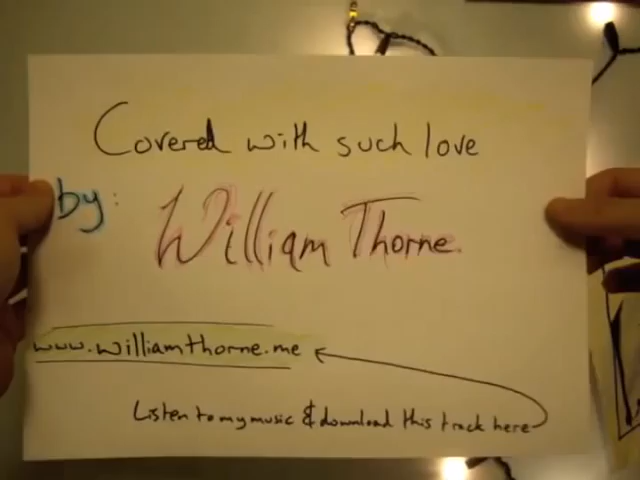 Covered with such love
by:
William Thorne.
www.williamthorne.me
Listen to my music & download this track here